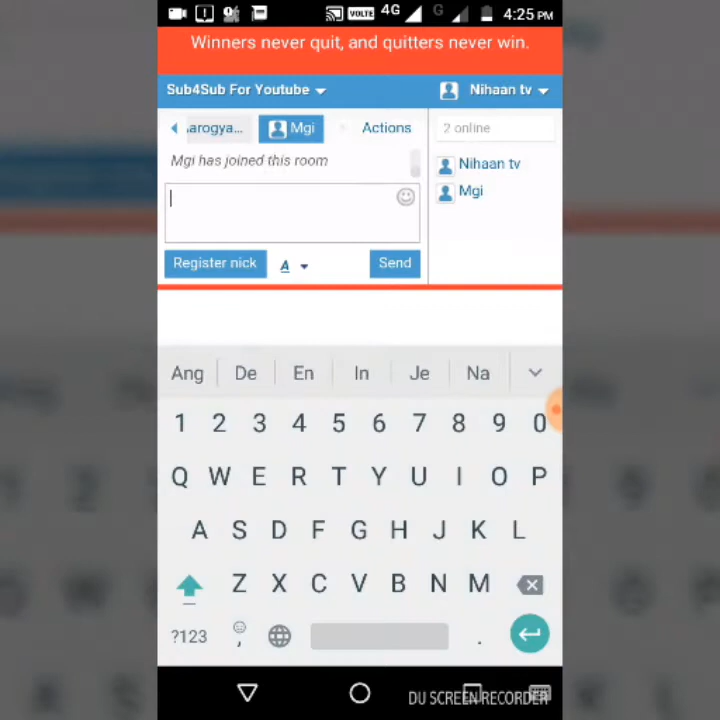 VOLTE 4G G 4:25 PM
Winners never quit, and quitters never win.
Sub4Sub For Youtube Nihaan tv
.arogya... Mgi Actions 2 online
Mgi has joined this room
Nihaan tv
Mgi
Register nick A Send
Ang De En In Je Na
1 2 3 4 5 6 7 8 9 0
Q W E R T Y U I O P
A S D F G H J K L
Z X C V B N M
?123 , .
DU SCREEN RECORDER